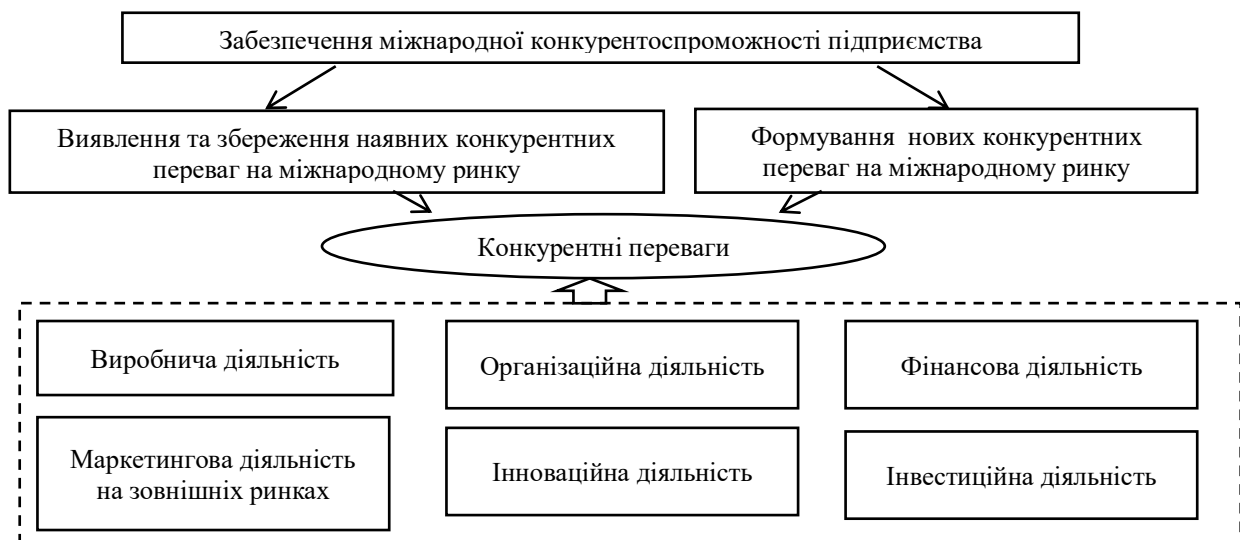 Забезпечення міжнародної конкурентоспроможності підприємства
Виявлення та збереження наявних конкурентних
переваг на міжнародному ринку
Формування нових конкурентних
переваг на міжнародному ринку
Конкурентні переваги
Виробнича діяльність
Організаційна діяльність
Фінансова діяльність
Маркетингова діяльність
на зовнішніх ринках
Інноваційна діяльність
Інвестиційна діяльність